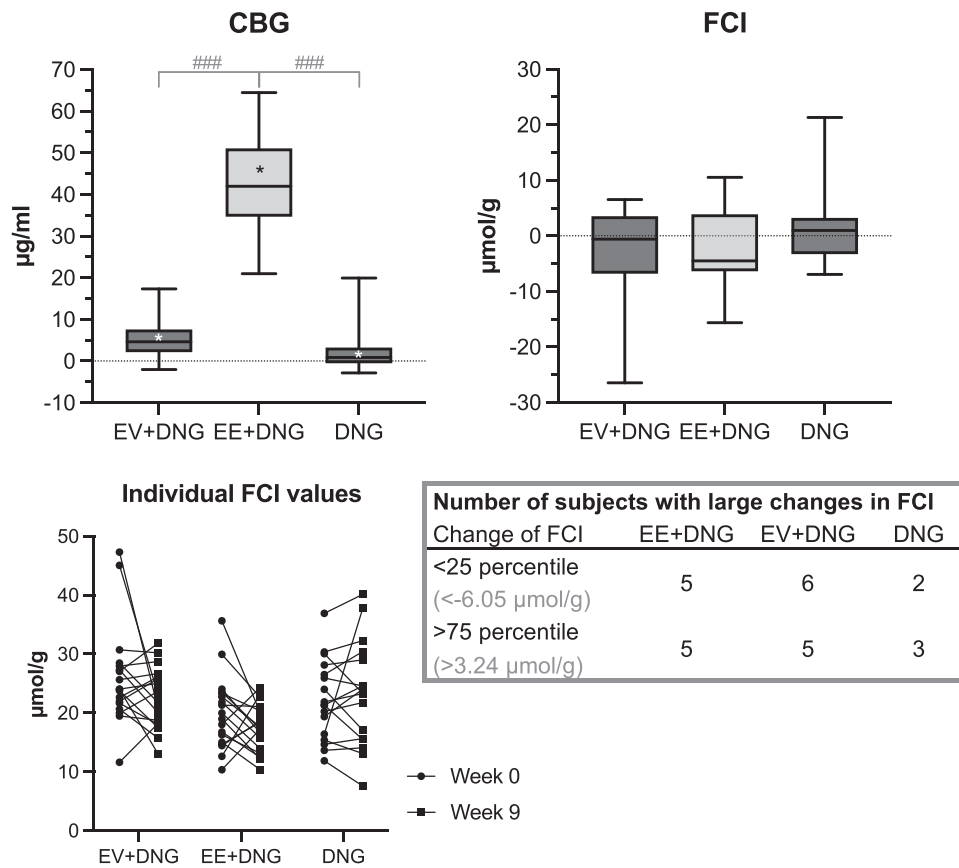 CBG
###
###
70
60
50
40
30
20
10
0
-10
µg/ml
EV+DNG EE+DNG DNG
*
*
*
FCI
30
20
10
0
-10
-20
-30
µmol/g
EV+DNG EE+DNG DNG
Individual FCI values
50
40
30
20
10
0
µmol/g
EV+DNG EE+DNG DNG
Week 0
Week 9
Number of subjects with large changes in FCI
Change of FCI EE+DNG EV+DNG DNG
<25 percentile
(<-6.05 µmol/g) 5 6 2
>75 percentile
(>3.24 µmol/g) 5 5 3